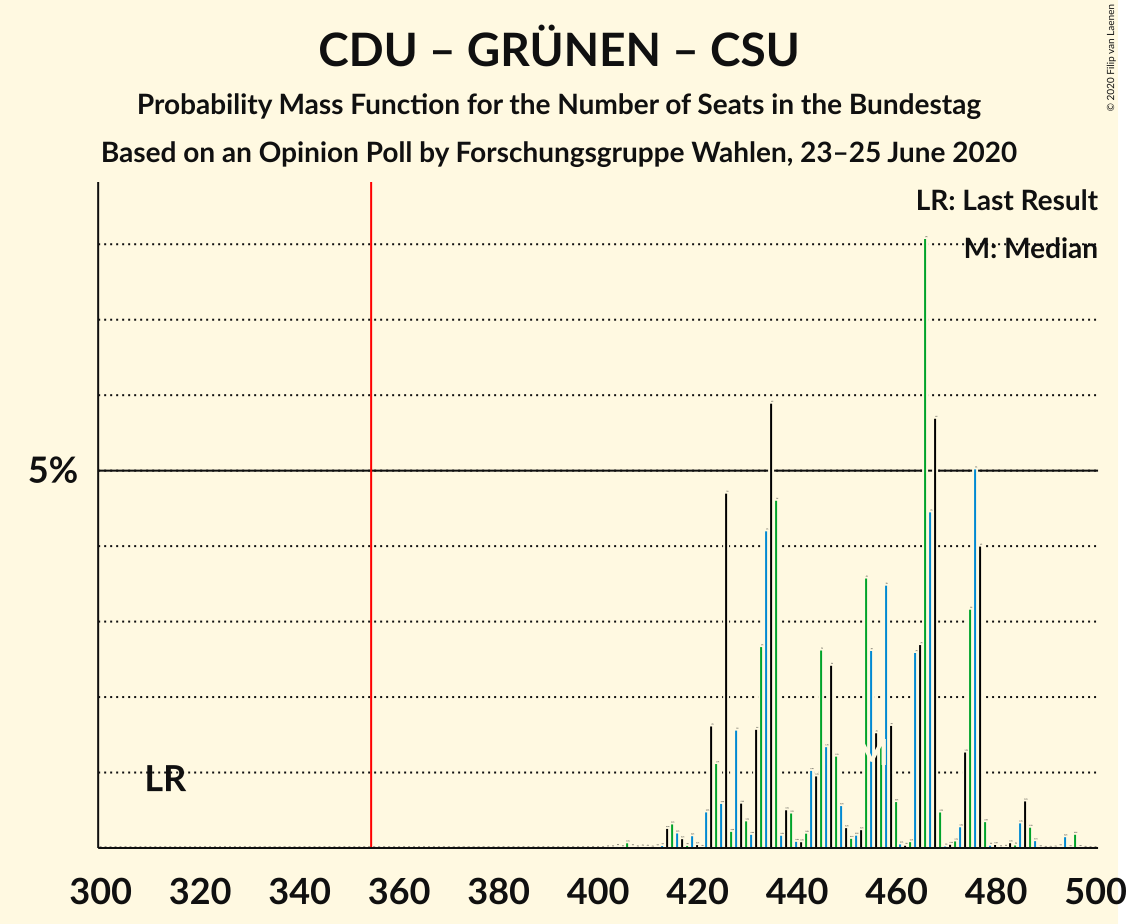 CDU – GRÜNEN – CSU
Probability Mass Function for the Number of Seats in the Bundestag
Based on an Opinion Poll by Forschungsgruppe Wahlen, 23–25 June 2020
© 2020 Filip van Laenen
LR: Last Result
M: Median
5%
LR
300 320 340 360 380 400 420 440 460 480 500